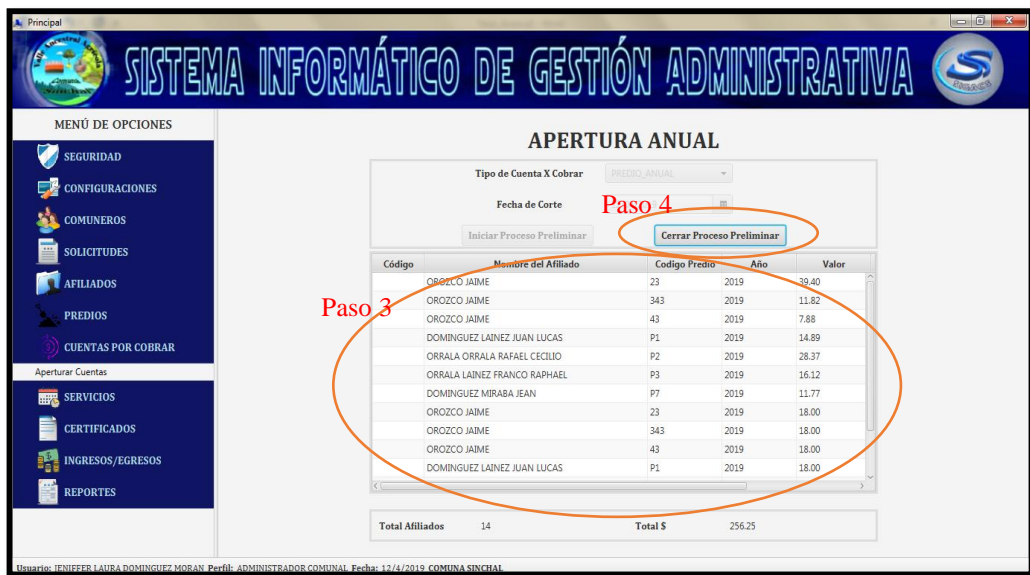 Principal
SISTEMA INFORMÁTICO DE GESTIÓN ADMINISTRATIVA
SIGACE
MENÚ DE OPCIONES
SEGURIDAD
CONFIGURACIONES
COMUNEROS
SOLICITUDES
AFILIADOS
PREDIOS
CUENTAS POR COBRAR
Aperturar Cuentas
SERVICIOS
CERTIFICADOS
INGRESOS/EGRESOS
REPORTES
APERTURA ANUAL
Tipo de Cuenta X Cobrar PREDIO_ANUAL
Fecha de Corte
Paso 4
Iniciar Proceso Preliminar Cerrar Proceso Preliminar
Paso 3
Código Nombre del Afiliado Codigo Predio Año Valor
OROZCO JAIME 23 2019 39.40
OROZCO JAIME 343 2019 11.82
OROZCO JAIME 43 2019 7.88
DOMINGUEZ LAINEZ JUAN LUCAS P1 2019 14.89
ORRALA ORRALA RAFAEL CECILIO P2 2019 28.37
ORRALA LAINEZ FRANCO RAPHAEL P3 2019 16.12
DOMINGUEZ MIRABA JEAN P7 2019 11.77
OROZCO JAIME 23 2019 18.00
OROZCO JAIME 343 2019 18.00
OROZCO JAIME 43 2019 18.00
DOMINGUEZ LAINEZ JUAN LUCAS P1 2019 18.00
Total Afiliados 14 Total $ 256.25
Usuario: JENIFFER LAURA DOMINGUEZ MORAN Perfil: ADMINISTRADOR COMUNAL Fecha: 12/4/2019 COMUNA SINCHAL